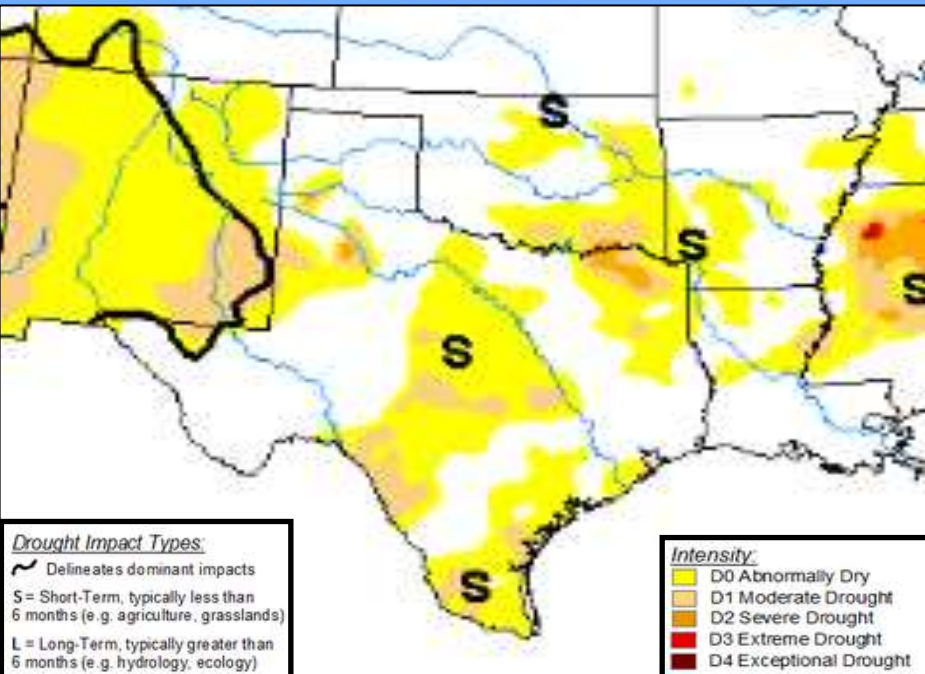 S
S
S
S
S
Drought Impact Types:
Delineates dominant impacts
S = Short-Term, typically less than
6 months (e.g. agriculture, grasslands)
L = Long-Term, typically greater than
6 months (e.g. hydrology, ecology)
Intensity:
D0 Abnormally Dry
D1 Moderate Drought
D2 Severe Drought
D3 Extreme Drought
D4 Exceptional Drought